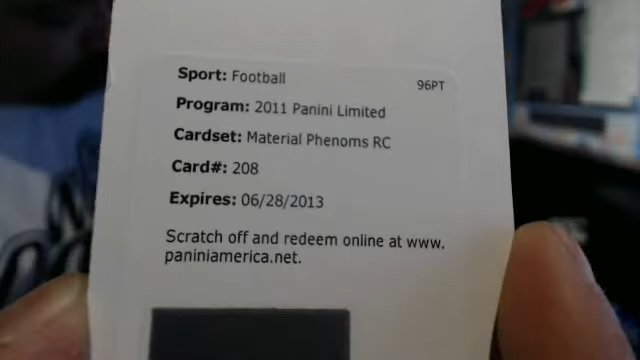 Sport: Football
96PT
Program: 2011 Panini Limited
Cardset: Material Phenoms RC
Card#: 208
Expires: 06/28/2013
Scratch off and redeem online at www.
paniniamerica.net.